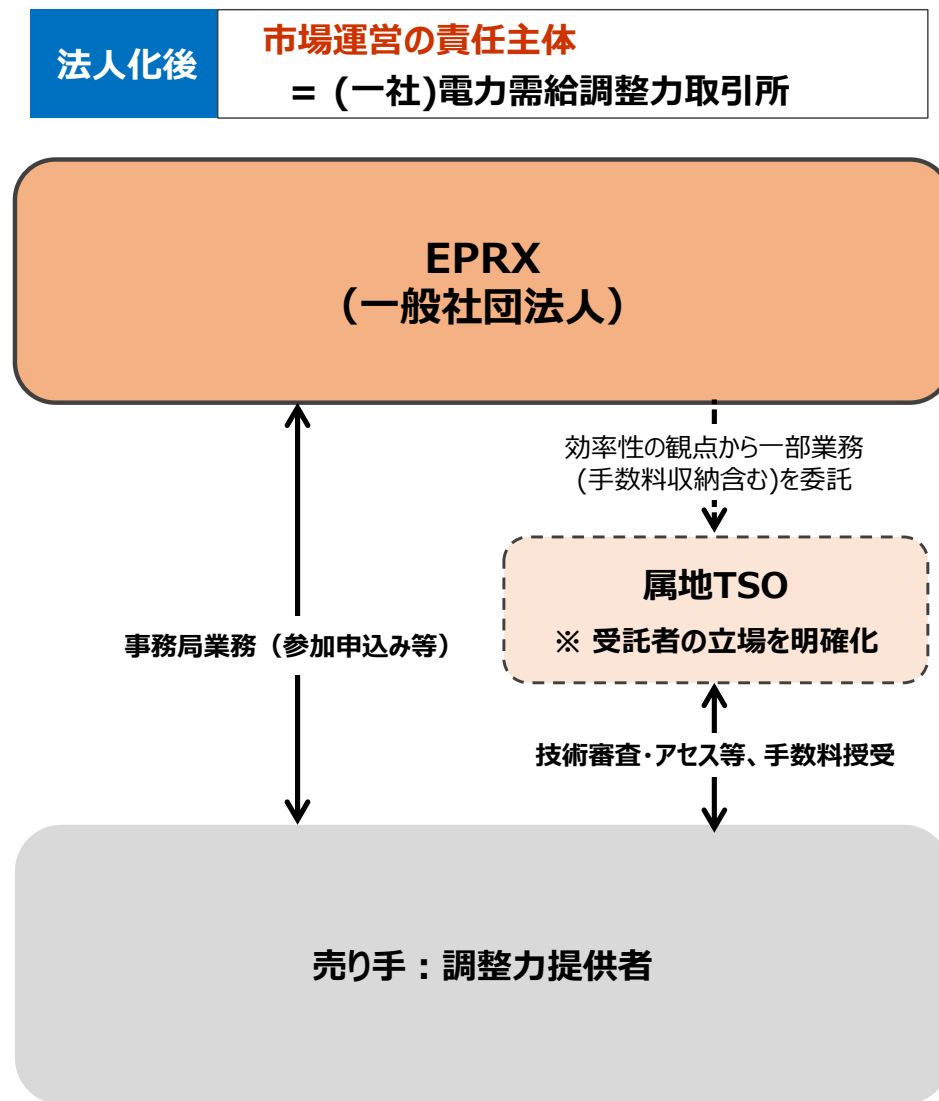 法人化後
市場運営の責任主体
= (一社)電力需給調整力取引所
EPRX
（一般社団法人）
効率性の観点から一部業務
(手数料収納含む)を委託
属地TSO
※ 受託者の立場を明確化
事務局業務（参加申込み等）
技術審査･アセス等、手数料授受
売り手：調整力提供者